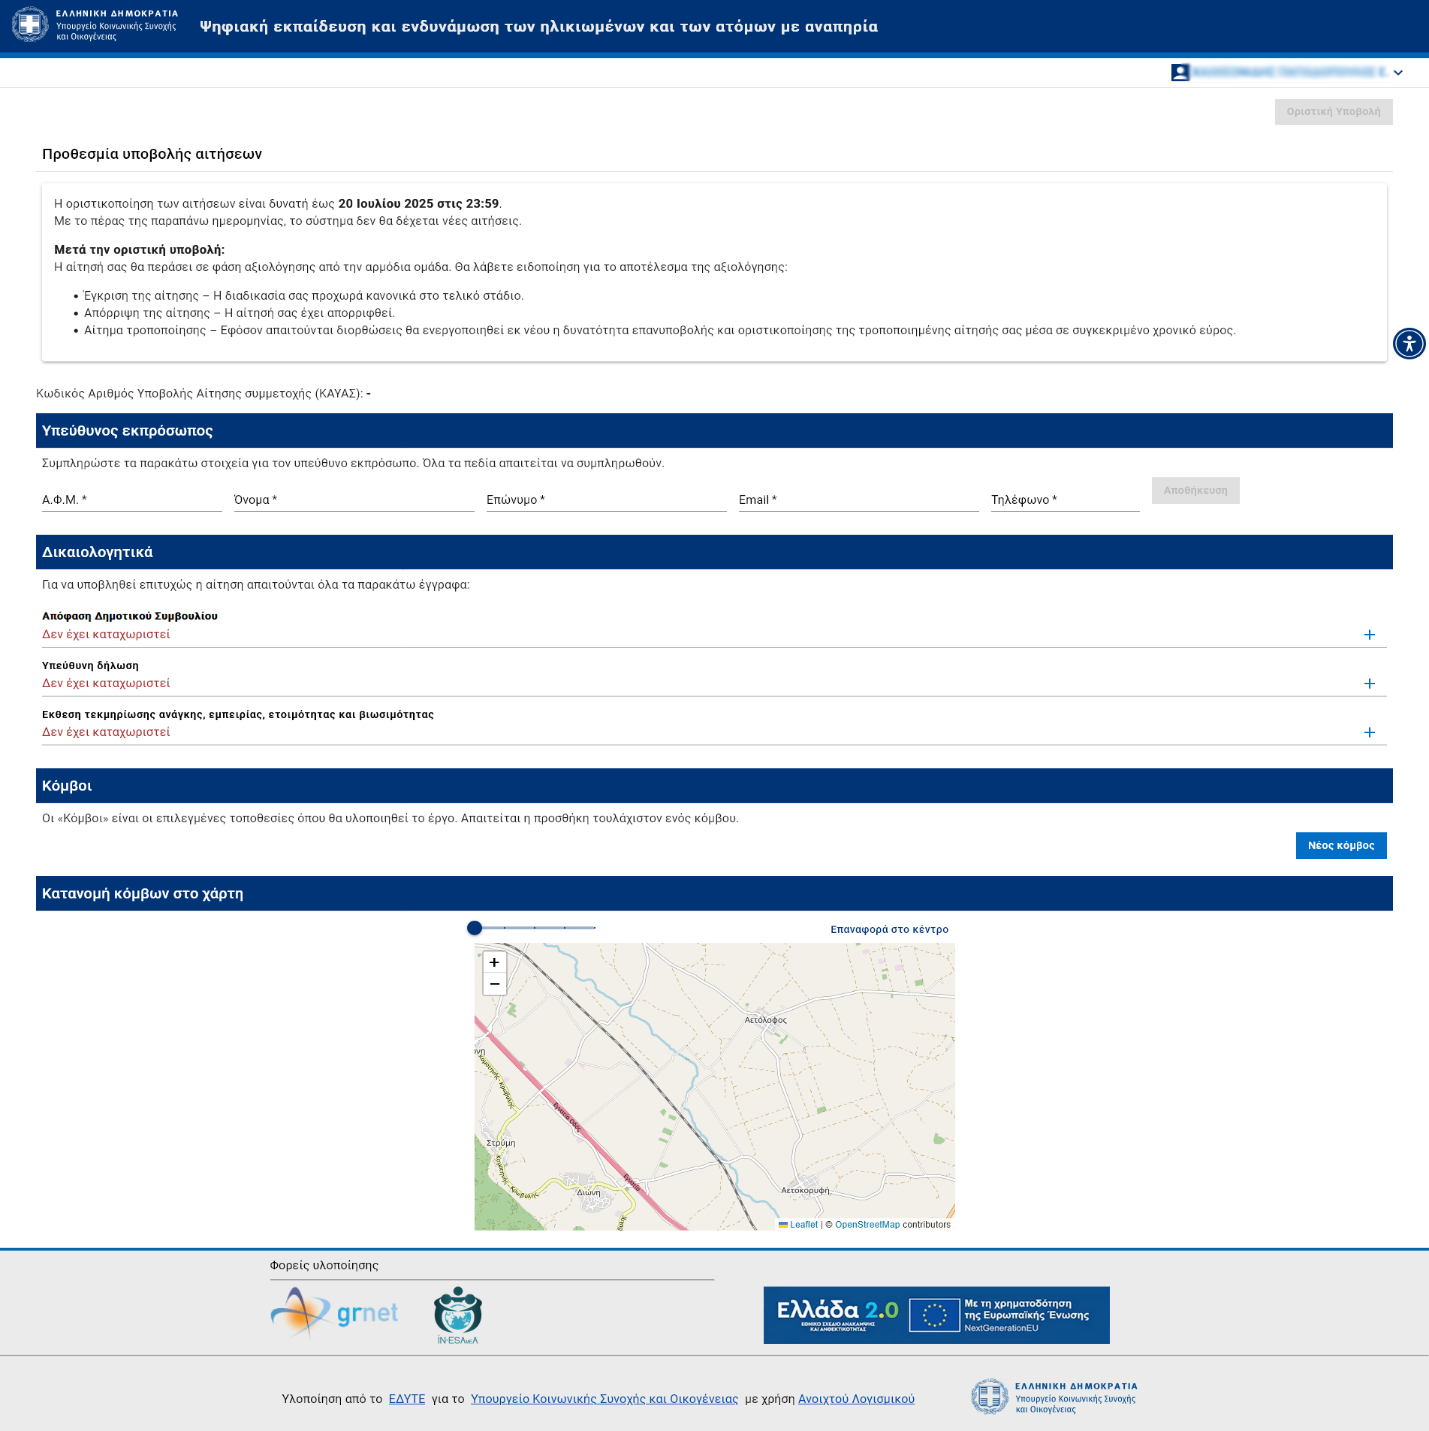 ΕΛΛΗΝΙΚΗ ΔΗΜΟΚΡΑΤΙΑ
Υπουργείο Κοινωνικής Συνοχής
και Οικογένειας
Ψηφιακή εκπαίδευση και ενδυνάμωση των ηλικιωμένων και των ατόμων με αναπηρία
Οριστική Υποβολή
Προθεσμία υποβολής αιτήσεων
Η οριστικοποίηση των αιτήσεων είναι δυνατή έως 20 Ιουλίου 2025 στις 23:59.
Με το πέρας της παραπάνω ημερομηνίας, το σύστημα δεν θα δέχεται νέες αιτήσεις.
Μετά την οριστική υποβολή:
Η αίτησή σας θα περάσει σε φάση αξιολόγησης από την αρμόδια ομάδα. Θα λάβετε ειδοποίηση για το αποτέλεσμα της αξιολόγησης:
• Έγκριση της αίτησης – Η διαδικασία σας προχωρά κανονικά στο τελικό στάδιο.
• Απόρριψη της αίτησης – Η αίτησή σας έχει απορριφθεί.
• Αίτημα τροποποίησης – Εφόσον απαιτούνται διορθώσεις θα ενεργοποιηθεί εκ νέου η δυνατότητα επανυποβολής και οριστικοποίησης της τροποποιημένης αίτησής σας μέσα σε συγκεκριμένο χρονικό εύρος.
Κωδικός Αριθμός Υποβολής Αίτησης συμμετοχής (ΚΑΥΑΣ): -
Υπεύθυνος εκπρόσωπος
Συμπληρώστε τα παρακάτω στοιχεία για τον υπεύθυνο εκπρόσωπο. Όλα τα πεδία απαιτείται να συμπληρωθούν.
Α.Φ.Μ. * Όνομα * Επώνυμο * Email * Τηλέφωνο * Αποθήκευση
Δικαιολογητικά
Για να υποβληθεί επιτυχώς η αίτηση απαιτούνται όλα τα παρακάτω έγγραφα:
Απόφαση Δημοτικού Συμβουλίου
Δεν έχει καταχωριστεί +
Υπεύθυνη δήλωση
Δεν έχει καταχωριστεί +
Εκθεση τεκμηρίωσης ανάγκης, εμπειρίας, ετοιμότητας και βιωσιμότητας
Δεν έχει καταχωριστεί +
Κόμβοι
Οι «Κόμβοι» είναι οι επιλεγμένες τοποθεσίες όπου θα υλοποιηθεί το έργο. Απαιτείται η προσθήκη τουλάχιστον ενός κόμβου.
Νέος κόμβος
Κατανομή κόμβων στο χάρτη
Επαναφορά στο κέντρο
+
−
Αετόλοφος
Εγνατία Οδός
Στρύμη
Εγνατία
Διώνη
Αετοκορυφή
Leaflet | © OpenStreetMap contributors
Φορείς υλοποίησης
grnet
IN-ESAμεΑ
Ελλάδα 2.0
ΕΘΝΙΚΟ ΣΧΕΔΙΟ ΑΝΑΚΑΜΨΗΣ
ΚΑΙ ΑΝΘΕΚΤΙΚΟΤΗΤΑΣ
Με τη χρηματοδότηση
της Ευρωπαϊκής Ένωσης
NextGenerationEU
Υλοποίηση από το ΕΔΥΤΕ για το Υπουργείο Κοινωνικής Συνοχής και Οικογένειας με χρήση Ανοιχτού Λογισμικού
ΕΛΛΗΝΙΚΗ ΔΗΜΟΚΡΑΤΙΑ
Υπουργείο Κοινωνικής Συνοχής
και Οικογένειας